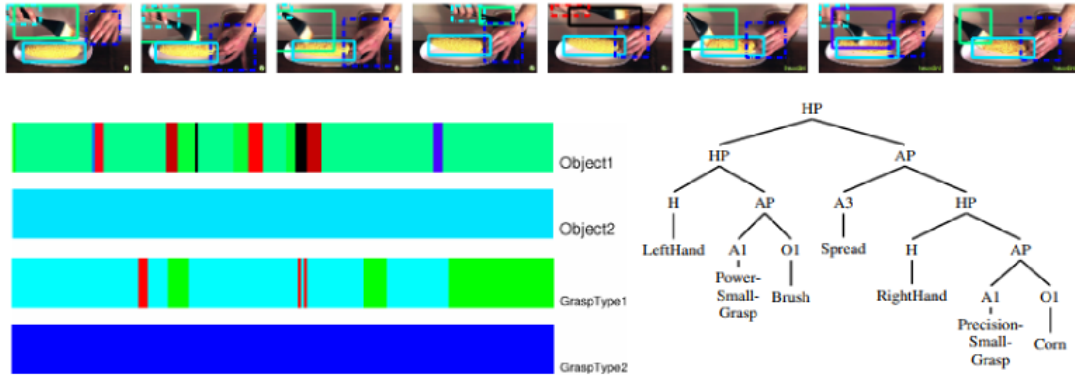 Object1
Object2
GraspType1
GraspType2
HP
HP AP
H AP A3 HP
LeftHand A1 O1 Spread H AP
Power-
Small-
Grasp
Brush RightHand A1 O1
Precision-
Small-
Grasp
Corn